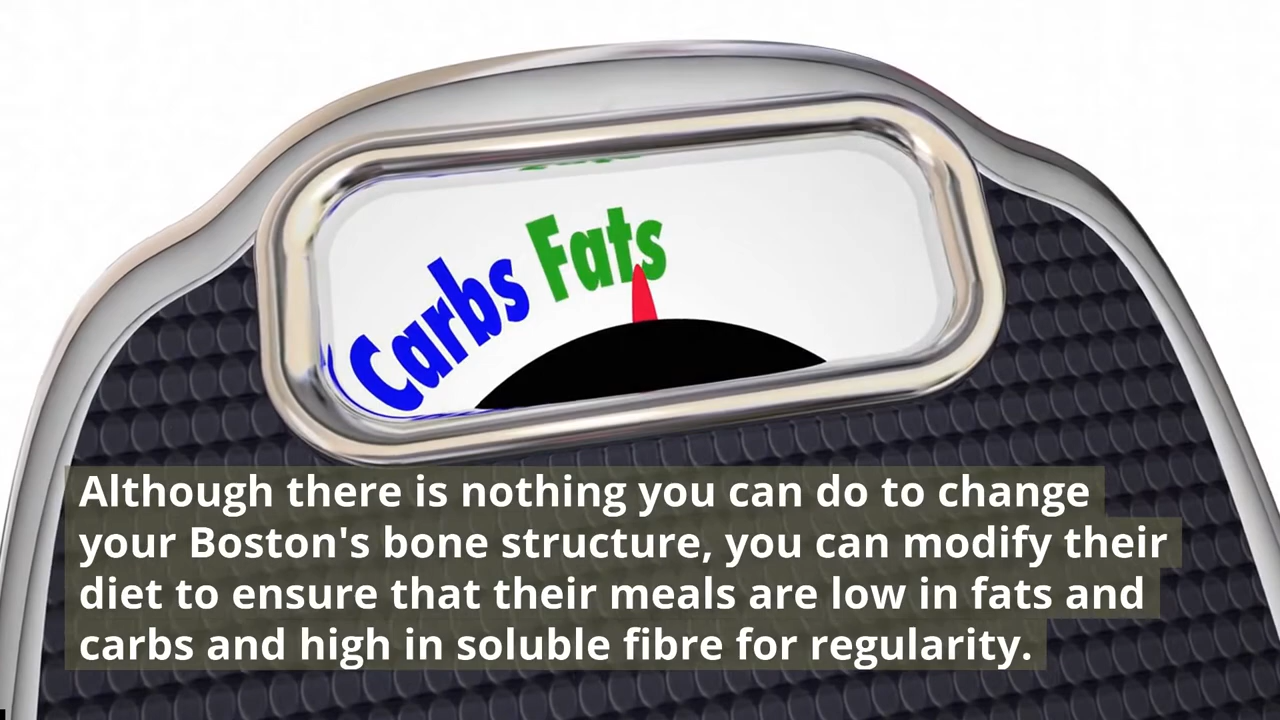 Carbs Fats
Although there is nothing you can do to change
your Boston's bone structure, you can modify their
diet to ensure that their meals are low in fats and
carbs and high in soluble fibre for regularity.